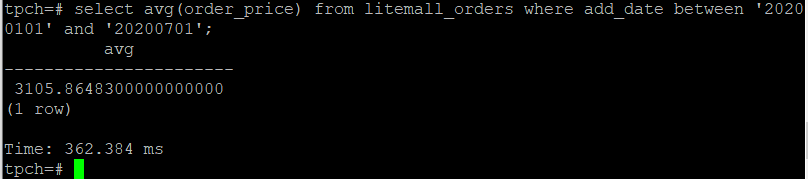 tpch=# select avg(order_price) from litemall_orders where add_date between '2020
0101' and '20200701';
avg
-----------------------
3105.8648300000000000
(1 row)
Time: 362.384 ms
tpch=#